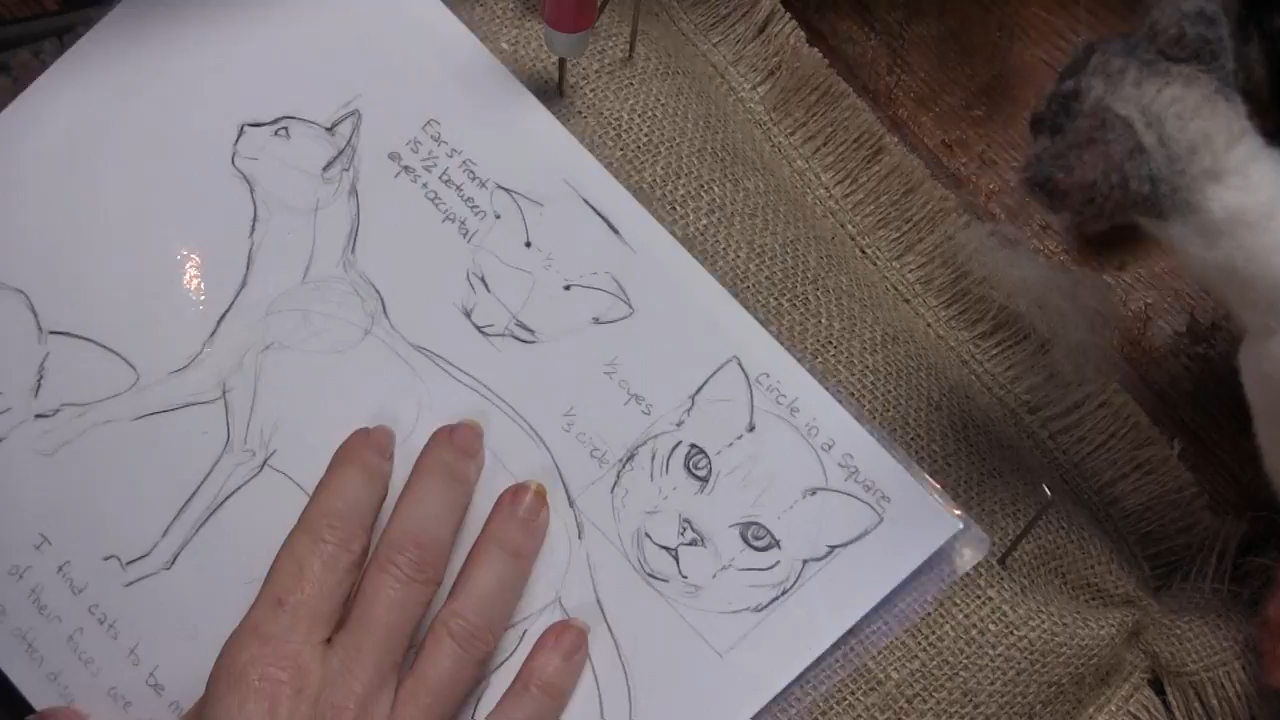 Ears' Front
is 1/2 between
eyes + occipital
1/2
1/2 eyes
1/3 circle
Circle in a square
I find cats to be
of their faces are
often